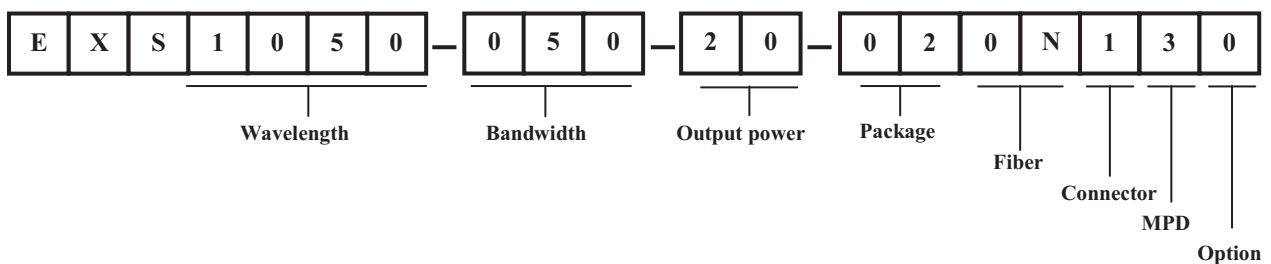 E X S 1 0 5 0 – 0 5 0 – 2 0 – 0 2 0 N 1 3 0
Wavelength Bandwidth Output power Package
Fiber
Connector
MPD
Option